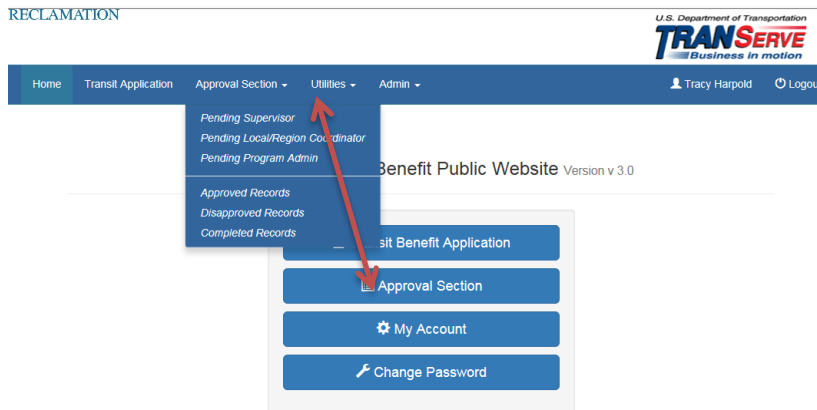 RECLAMATION
U.S. Department of Transportation
TRANSERVE
Business in motion
Home Transit Application Approval Section Utilities Admin Tracy Harpold Logou
Pending Supervisor
Pending Local/Region Coordinator
Pending Program Admin
Benefit Public Website Version v 3.0
Approved Records
Disapproved Records
Completed Records
sit Benefit Application
Approval Section
My Account
Change Password